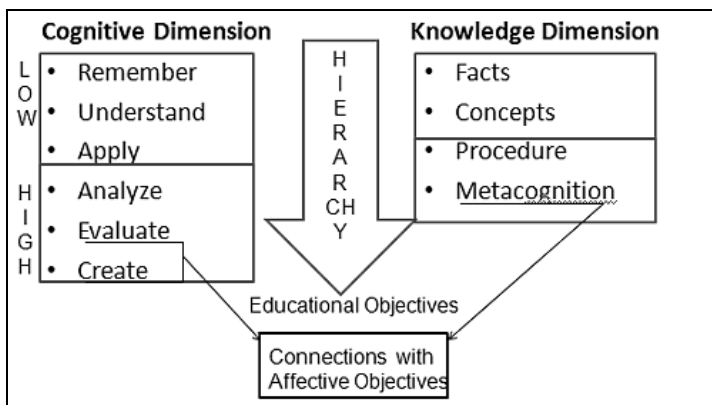 Cognitive Dimension
Knowledge Dimension
LOW
• Remember
• Understand
• Apply
HIGH
• Analyze
• Evaluate
• Create
HIERARCHY
• Facts
• Concepts
• Procedure
• Metacognition
Educational Objectives
Connections with
Affective Objectives